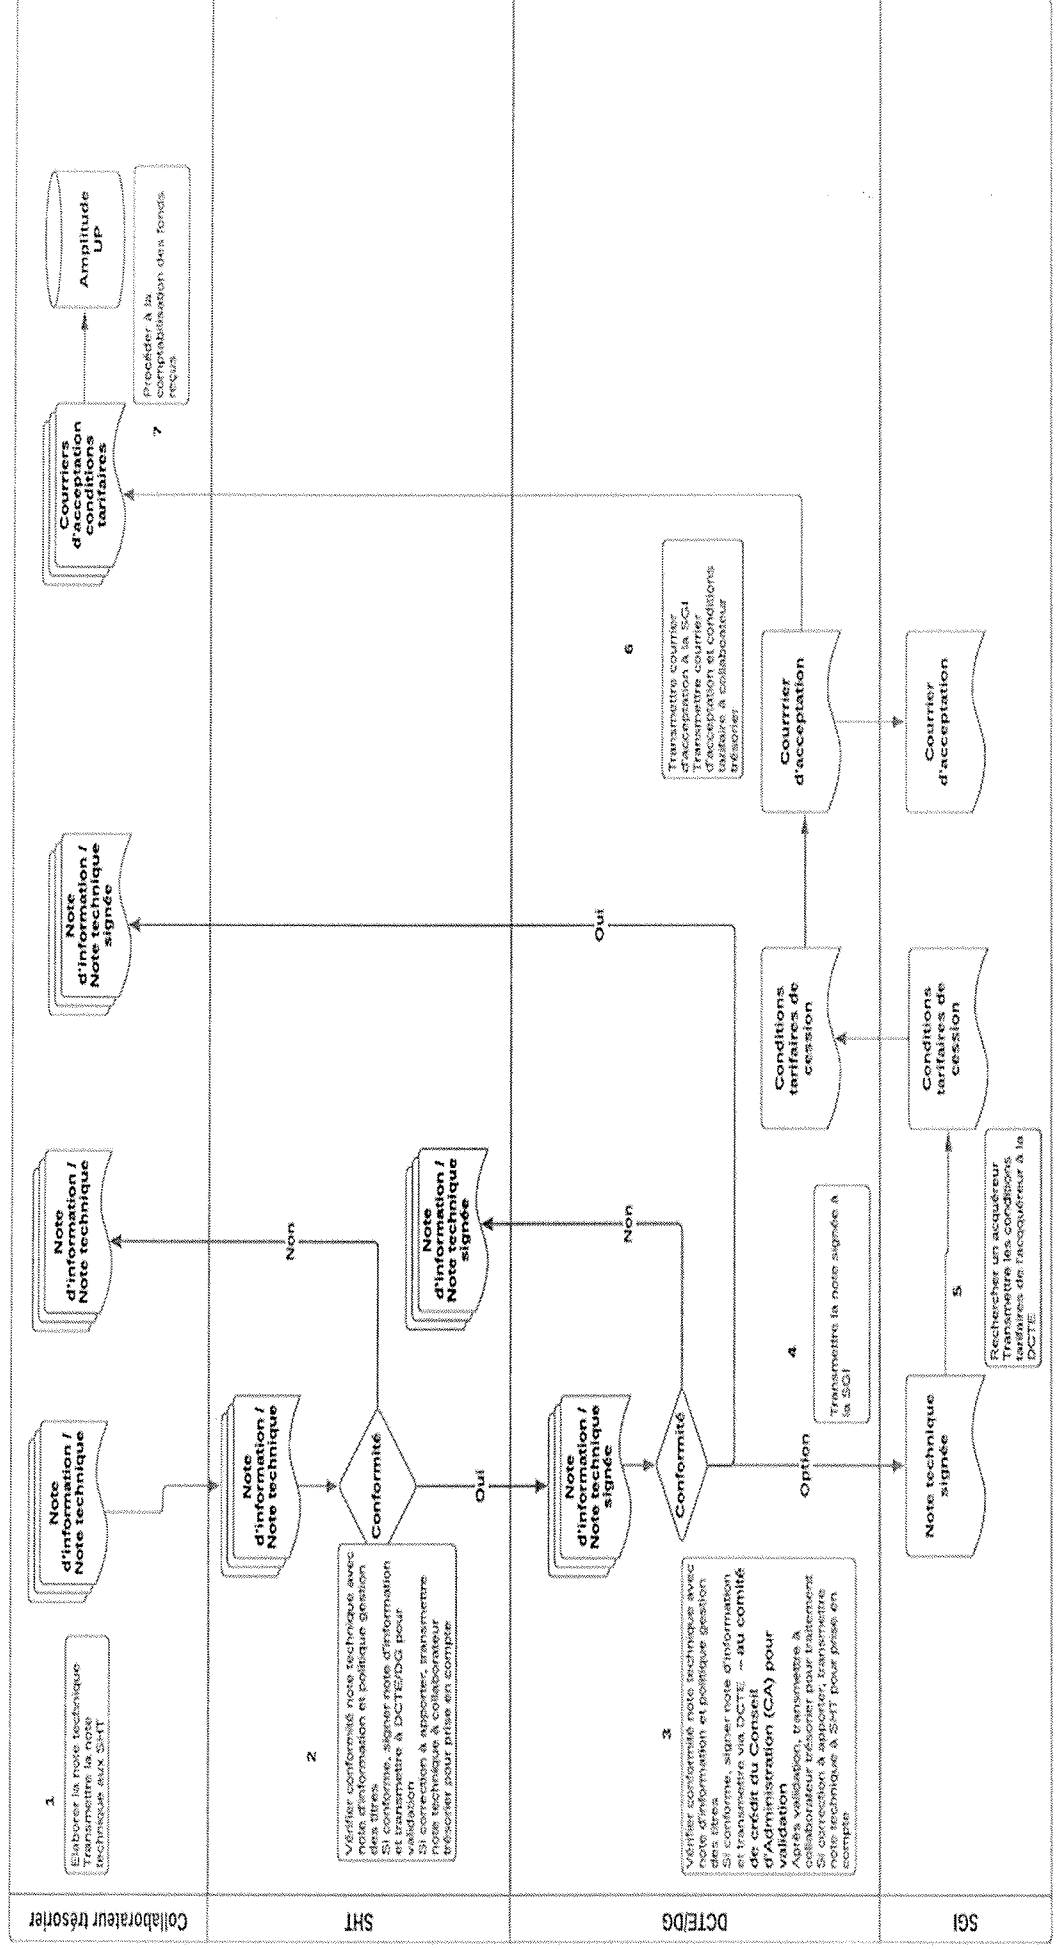 Collaborateur trésorier
1
Elaborer la note technique
Transmettre la note
technique aux SHT
Note
d'information /
Note technique
Note
d'information /
Note technique
Note
d'information /
Note technique
signée
Courriers
d'acceptation
conditions
tarifaires
Amplitude
UP
7
Procéder à la
comptabilisation des fonds
reçus
SHT
2
Vérifier conformité note technique avec
note d'information et politique gestion
des titres
Si conforme, signer note d'information
et transmettre à DCTE/DG pour
validation
Si correction à apporter, transmettre
note technique à collaborateur
trésorier pour prise en compte
Note
d'information /
Note technique
Conformité
Non
Oui
Note
d'information /
Note technique
signée
DCTE/DG
3
Vérifier conformité note technique avec
note d'information et politique gestion
des titres
Si conforme, signer note d'information
et transmettre via DCTE – au comité
de crédit du Conseil
d'Administration (CA) pour
validation
Après validation, transmettre à
collaborateur trésorier pour traitement
Si correction à apporter, transmettre
note technique à SHT pour prise en
compte
Note
d'information /
Note technique
signée
Conformité
Non
Oui
Option
4
Transmettre la note signée à
la SGI
Conditions
tarifaires de
cession
6
Transmettre courrier
d'acceptation à la SGI
Transmettre courrier
d'acceptation et conditions
tarifaire à collaborateur
trésorier
Courrrier
d'acceptation
SGI
Note technique
signée
5
Rechercher un acquéreur
Transmettre les conditions
tarifaires de l'acquéreur à la
DCTE
Conditions
tarifaires de
cession
Courrier
d'acceptation